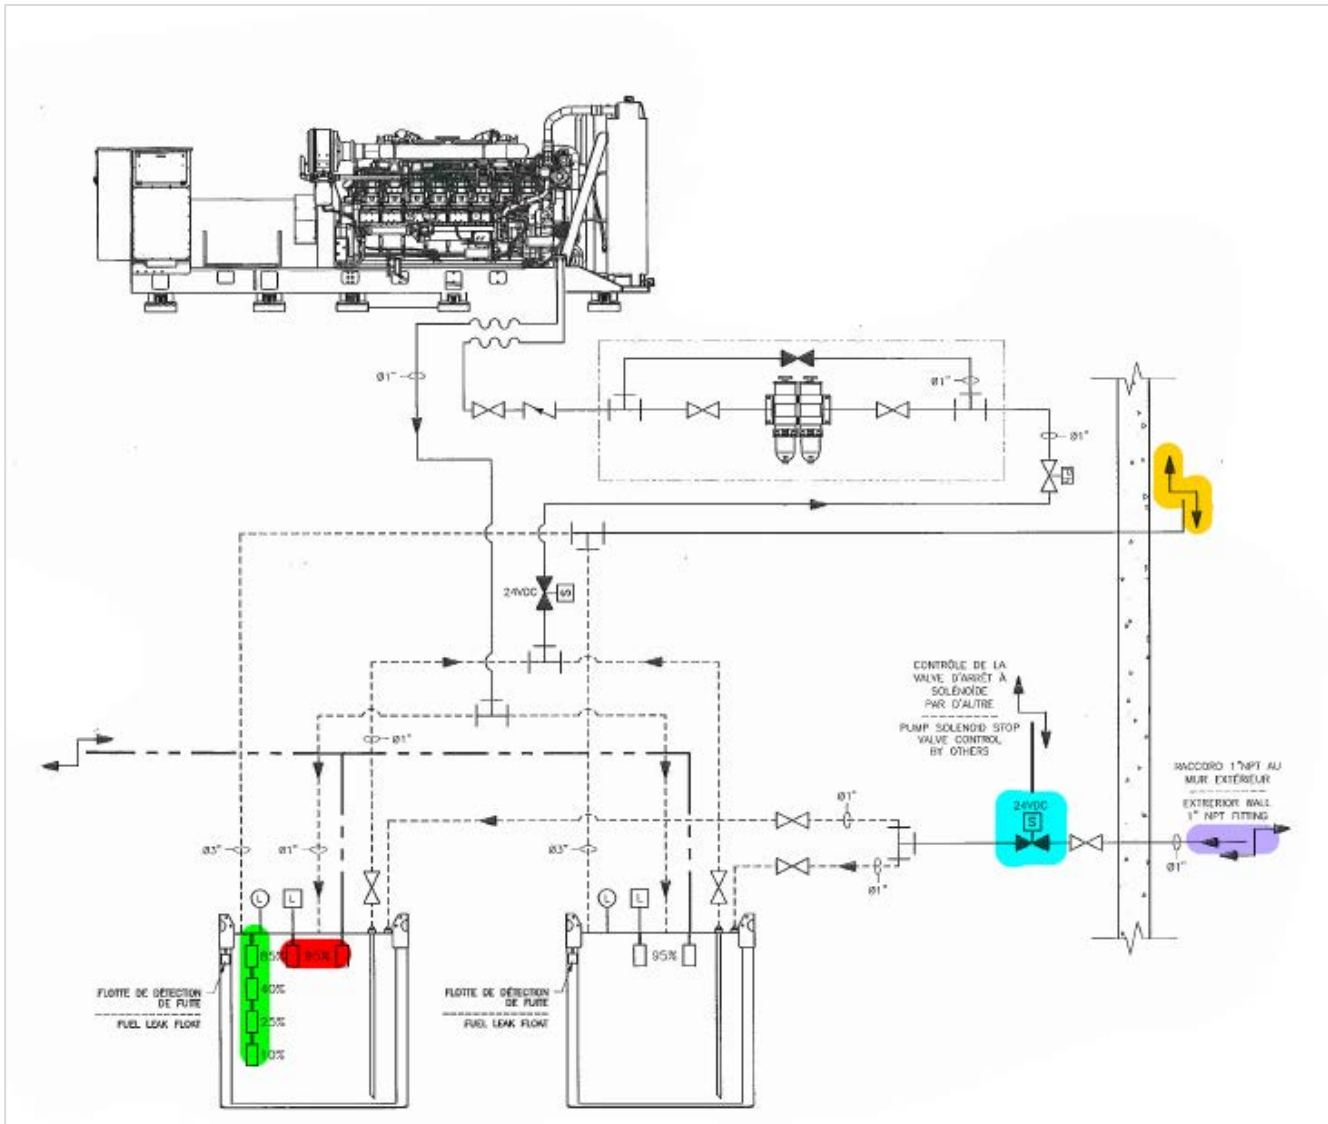 Ø1"
Ø1"
Ø1"
24VDC
S
CONTRÔLE DE LA
VALVE D'ARRÊT À
SOLÉNOÏDE
PAR D'AUTRE
PUMP SOLENOID STOP
VALVE CONTROL
BY OTHERS
RACCORD 1"NPT AU
MUR EXTÉRIEUR
EXTRERIOR WALL
1" NPT FITTING
Ø1"
Ø1"
24VDC
S
Ø3"
Ø1"
Ø3"
Ø1"
Ø1"
L
L
L
L
85%
95%
95%
40%
25%
10%
FLOTTE DE DÉTECTION
DE FUITE
FUEL LEAK FLOAT
FLOTTE DE DÉTECTION
DE FUITE
FUEL LEAK FLOAT